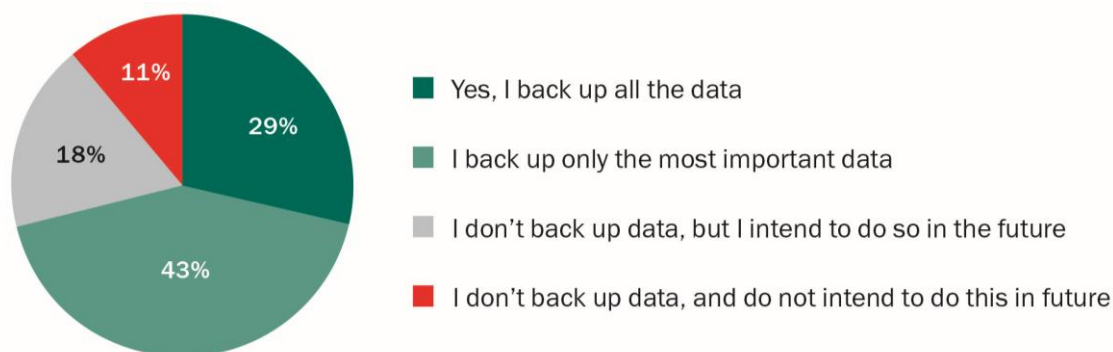 11%
29%
18%
43%
Yes, I back up all the data
I back up only the most important data
I don't back up data, but I intend to do so in the future
I don't back up data, and do not intend to do this in future